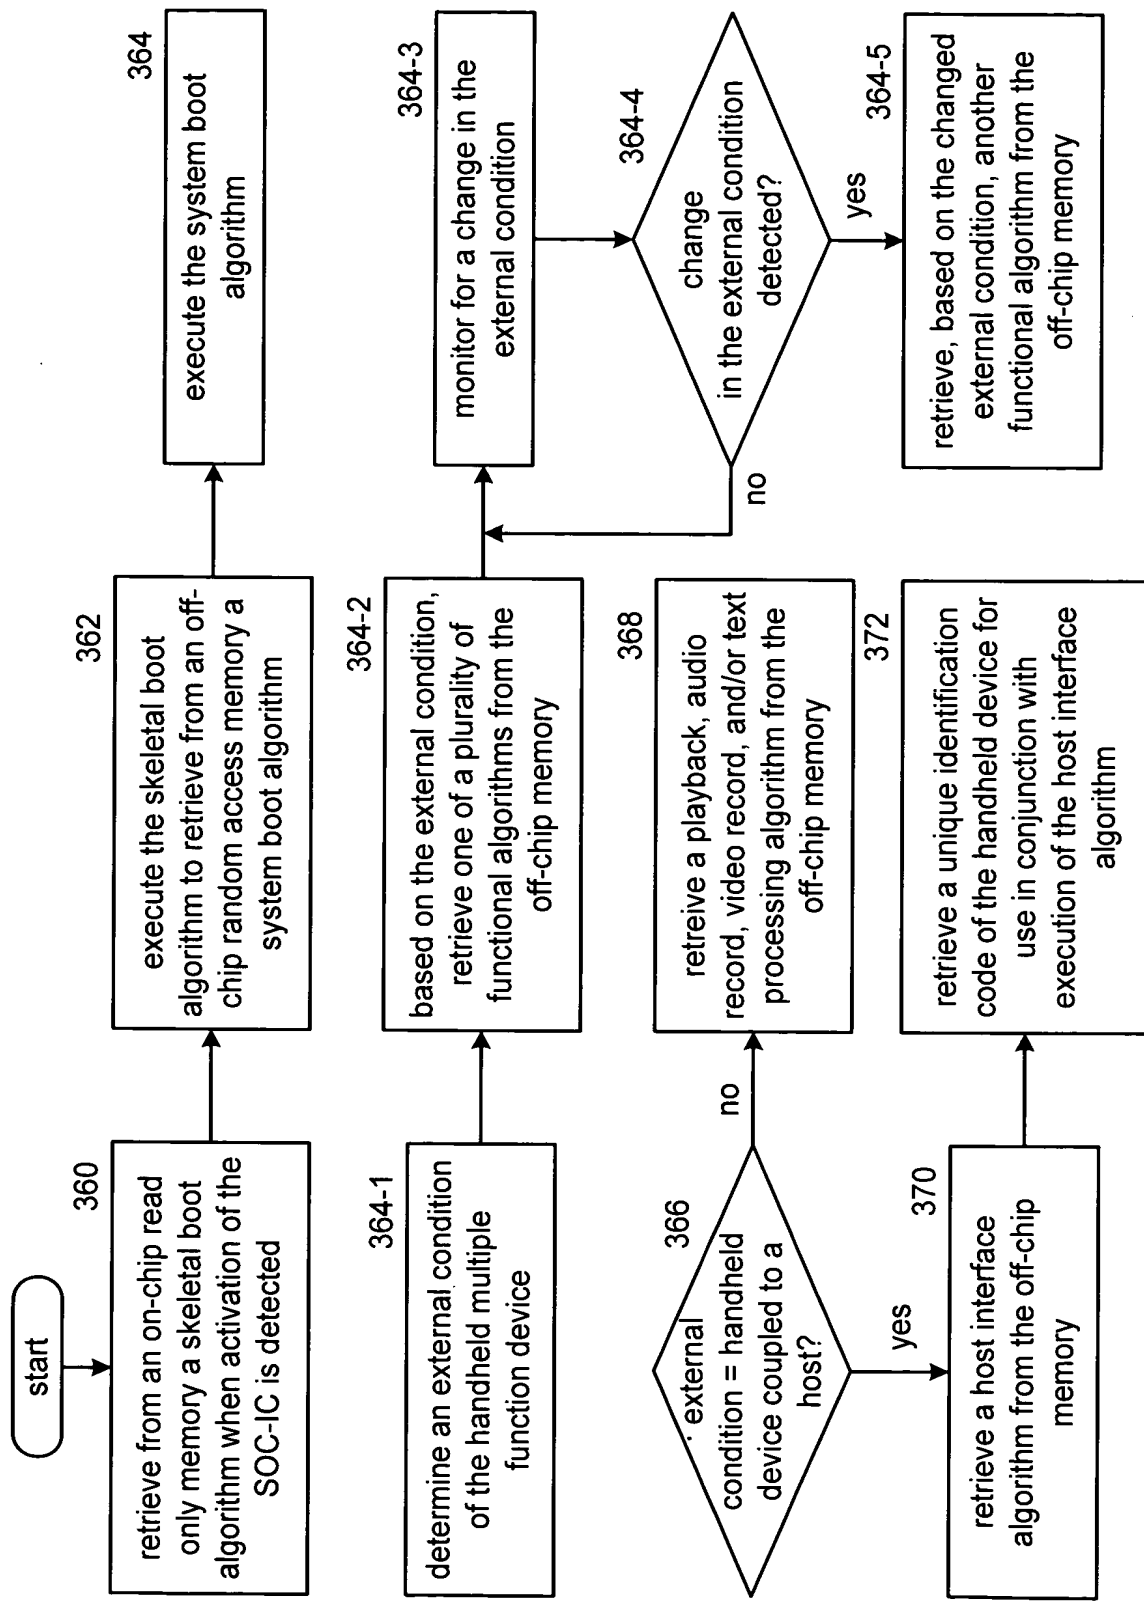 start
360
retrieve from an on-chip read
only memory a skeletal boot
algorithm when activation of the
SOC-IC is detected
362
execute the skeletal boot
algorithm to retrieve from an off-
chip random access memory a
system boot algorithm
364
execute the system boot
algorithm
364-1
determine an external condition
of the handheld multiple
function device
364-2
based on the external condition,
retrieve one of a plurality of
functional algorithms from the
off-chip memory
364-3
monitor for a change in the
external condition
364-4
change
in the external condition
detected?
no
yes
364-5
retrieve, based on the changed
external condition, another
functional algorithm from the
off-chip memory
366
external
condition = handheld
device coupled to a
host?
no
yes
368
retreive a playback, audio
record, video record, and/or text
processing algorithm from the
off-chip memory
370
retrieve a host interface
algorithm from the off-chip
memory
372
retrieve a unique identification
code of the handheld device for
use in conjunction with
execution of the host interface
algorithm